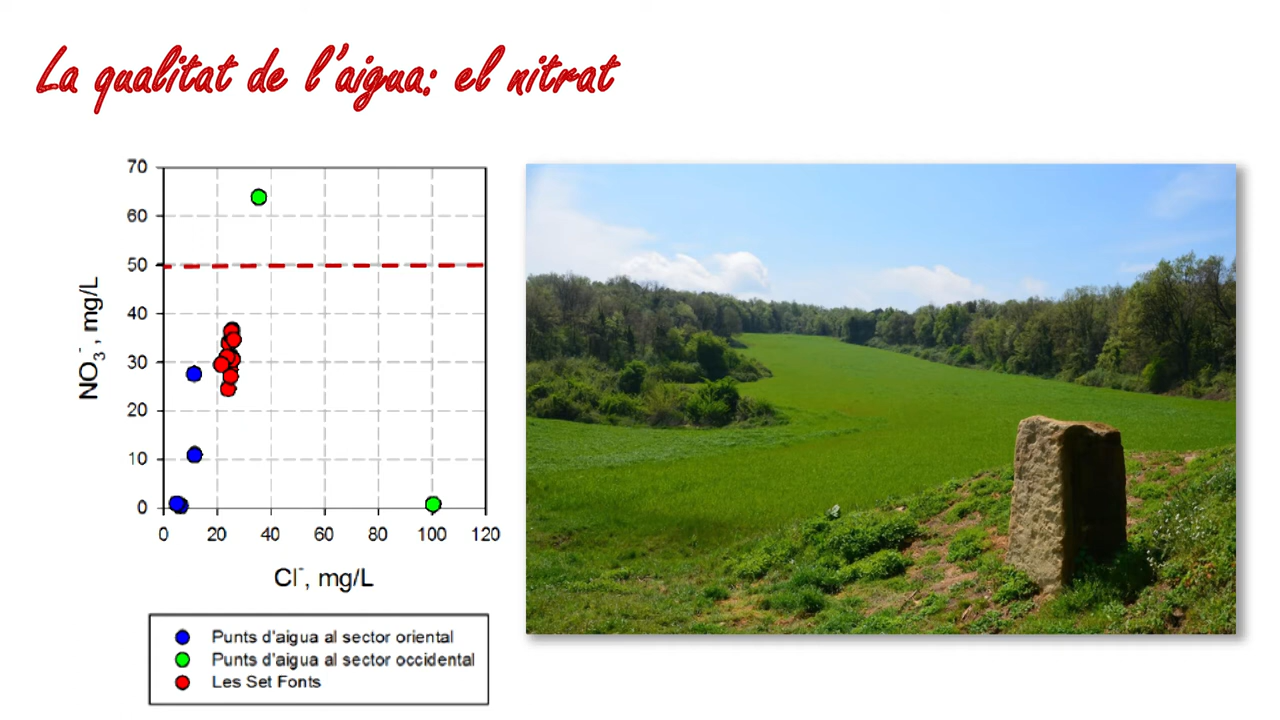 La qualitat de l'aigua: el nitrat
70
60
50
40
30
20
10
0
NO₃⁻, mg/L
0 20 40 60 80 100 120
Cl⁻, mg/L
Punts d'aigua al sector oriental
Punts d'aigua al sector occidental
Les Set Fonts